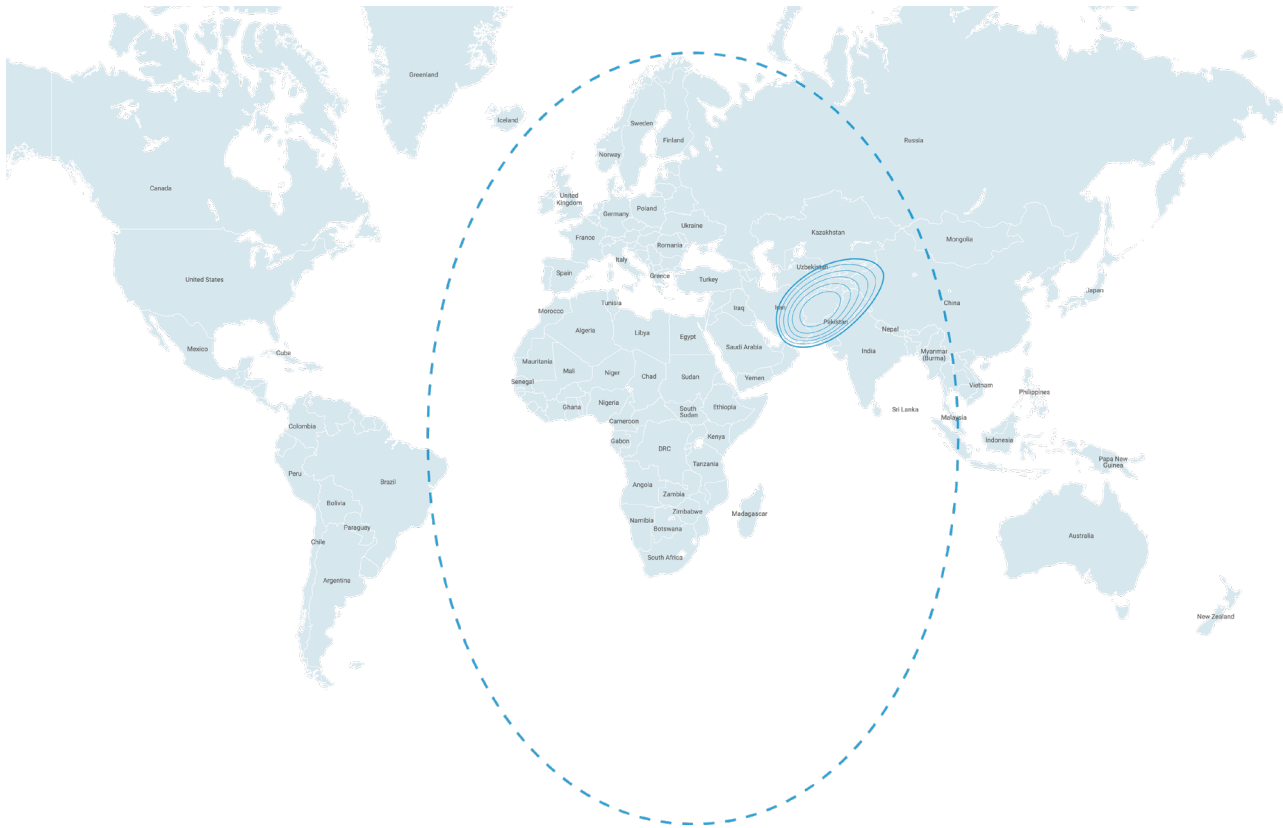 Greenland
Iceland
Sweden
Finland
Russia
Norway
Canada
United
Kingdom
Poland
Germany
Ukraine
Kazakhstan
France
Romania
Mongolia
Italy
Uzbekistan
Spain
Greece
Turkey
United States
Japan
Tunisia
China
Morocco
Iraq
Iran
Pakistan
Algeria
Libya
Egypt
Nepal
Mexico
Cuba
Saudi Arabia
India
Myanmar
(Burma)
Mauritania
Mali
Niger
Chad
Sudan
Yemen
Senegal
Vietnam
Philippines
Nigeria
Ghana
South
Sudan
Ethiopia
Sri Lanka
Malaysia
Colombia
Cameroon
Gabon
Kenya
Indonesia
DRC
Tanzania
Papua New
Guinea
Peru
Brazil
Angola
Zambia
Bolivia
Zimbabwe
Madagascar
Namibia
Botswana
Paraguay
Chile
Australia
South Africa
Argentina
New Zealand